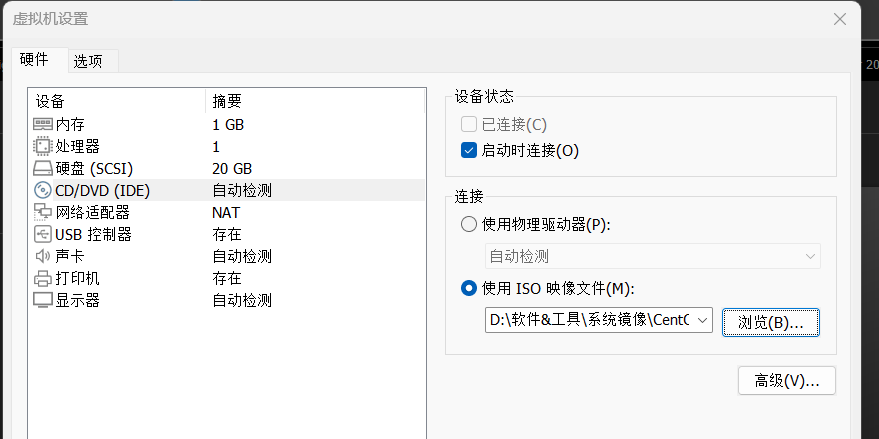 虚拟机设置
硬件 选项
设备 摘要
内存 1 GB
处理器 1
硬盘 (SCSI) 20 GB
CD/DVD (IDE) 自动检测
网络适配器 NAT
USB 控制器 存在
声卡 自动检测
打印机 存在
显示器 自动检测
设备状态
已连接(C)
启动时连接(O)
连接
使用物理驱动器(P):
自动检测
使用 ISO 映像文件(M):
D:\软件&工具\系统镜像\Cent
浏览(B)...
高级(V)...
20